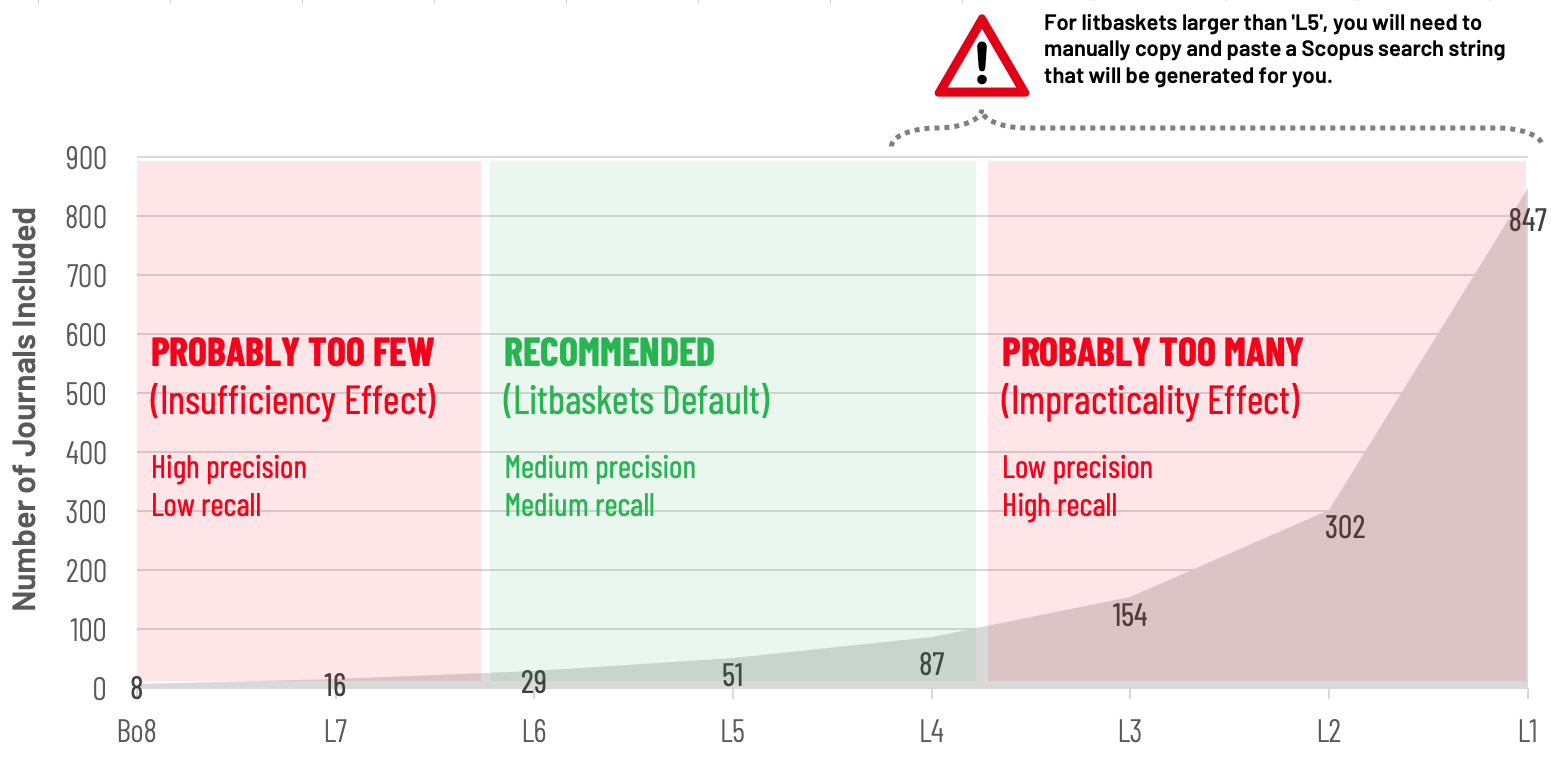 For litbaskets larger than 'L5', you will need to
manually copy and paste a Scopus search string
that will be generated for you.
Number of Journals Included
900
800
700
600
500
400
300
200
100
0
PROBABLY TOO FEW
(Insufficiency Effect)
High precision
Low recall
RECOMMENDED
(Litbaskets Default)
Medium precision
Medium recall
PROBABLY TOO MANY
(Impracticality Effect)
Low precision
High recall
8
16
29
51
87
154
302
847
Bo8
L7
L6
L5
L4
L3
L2
L1